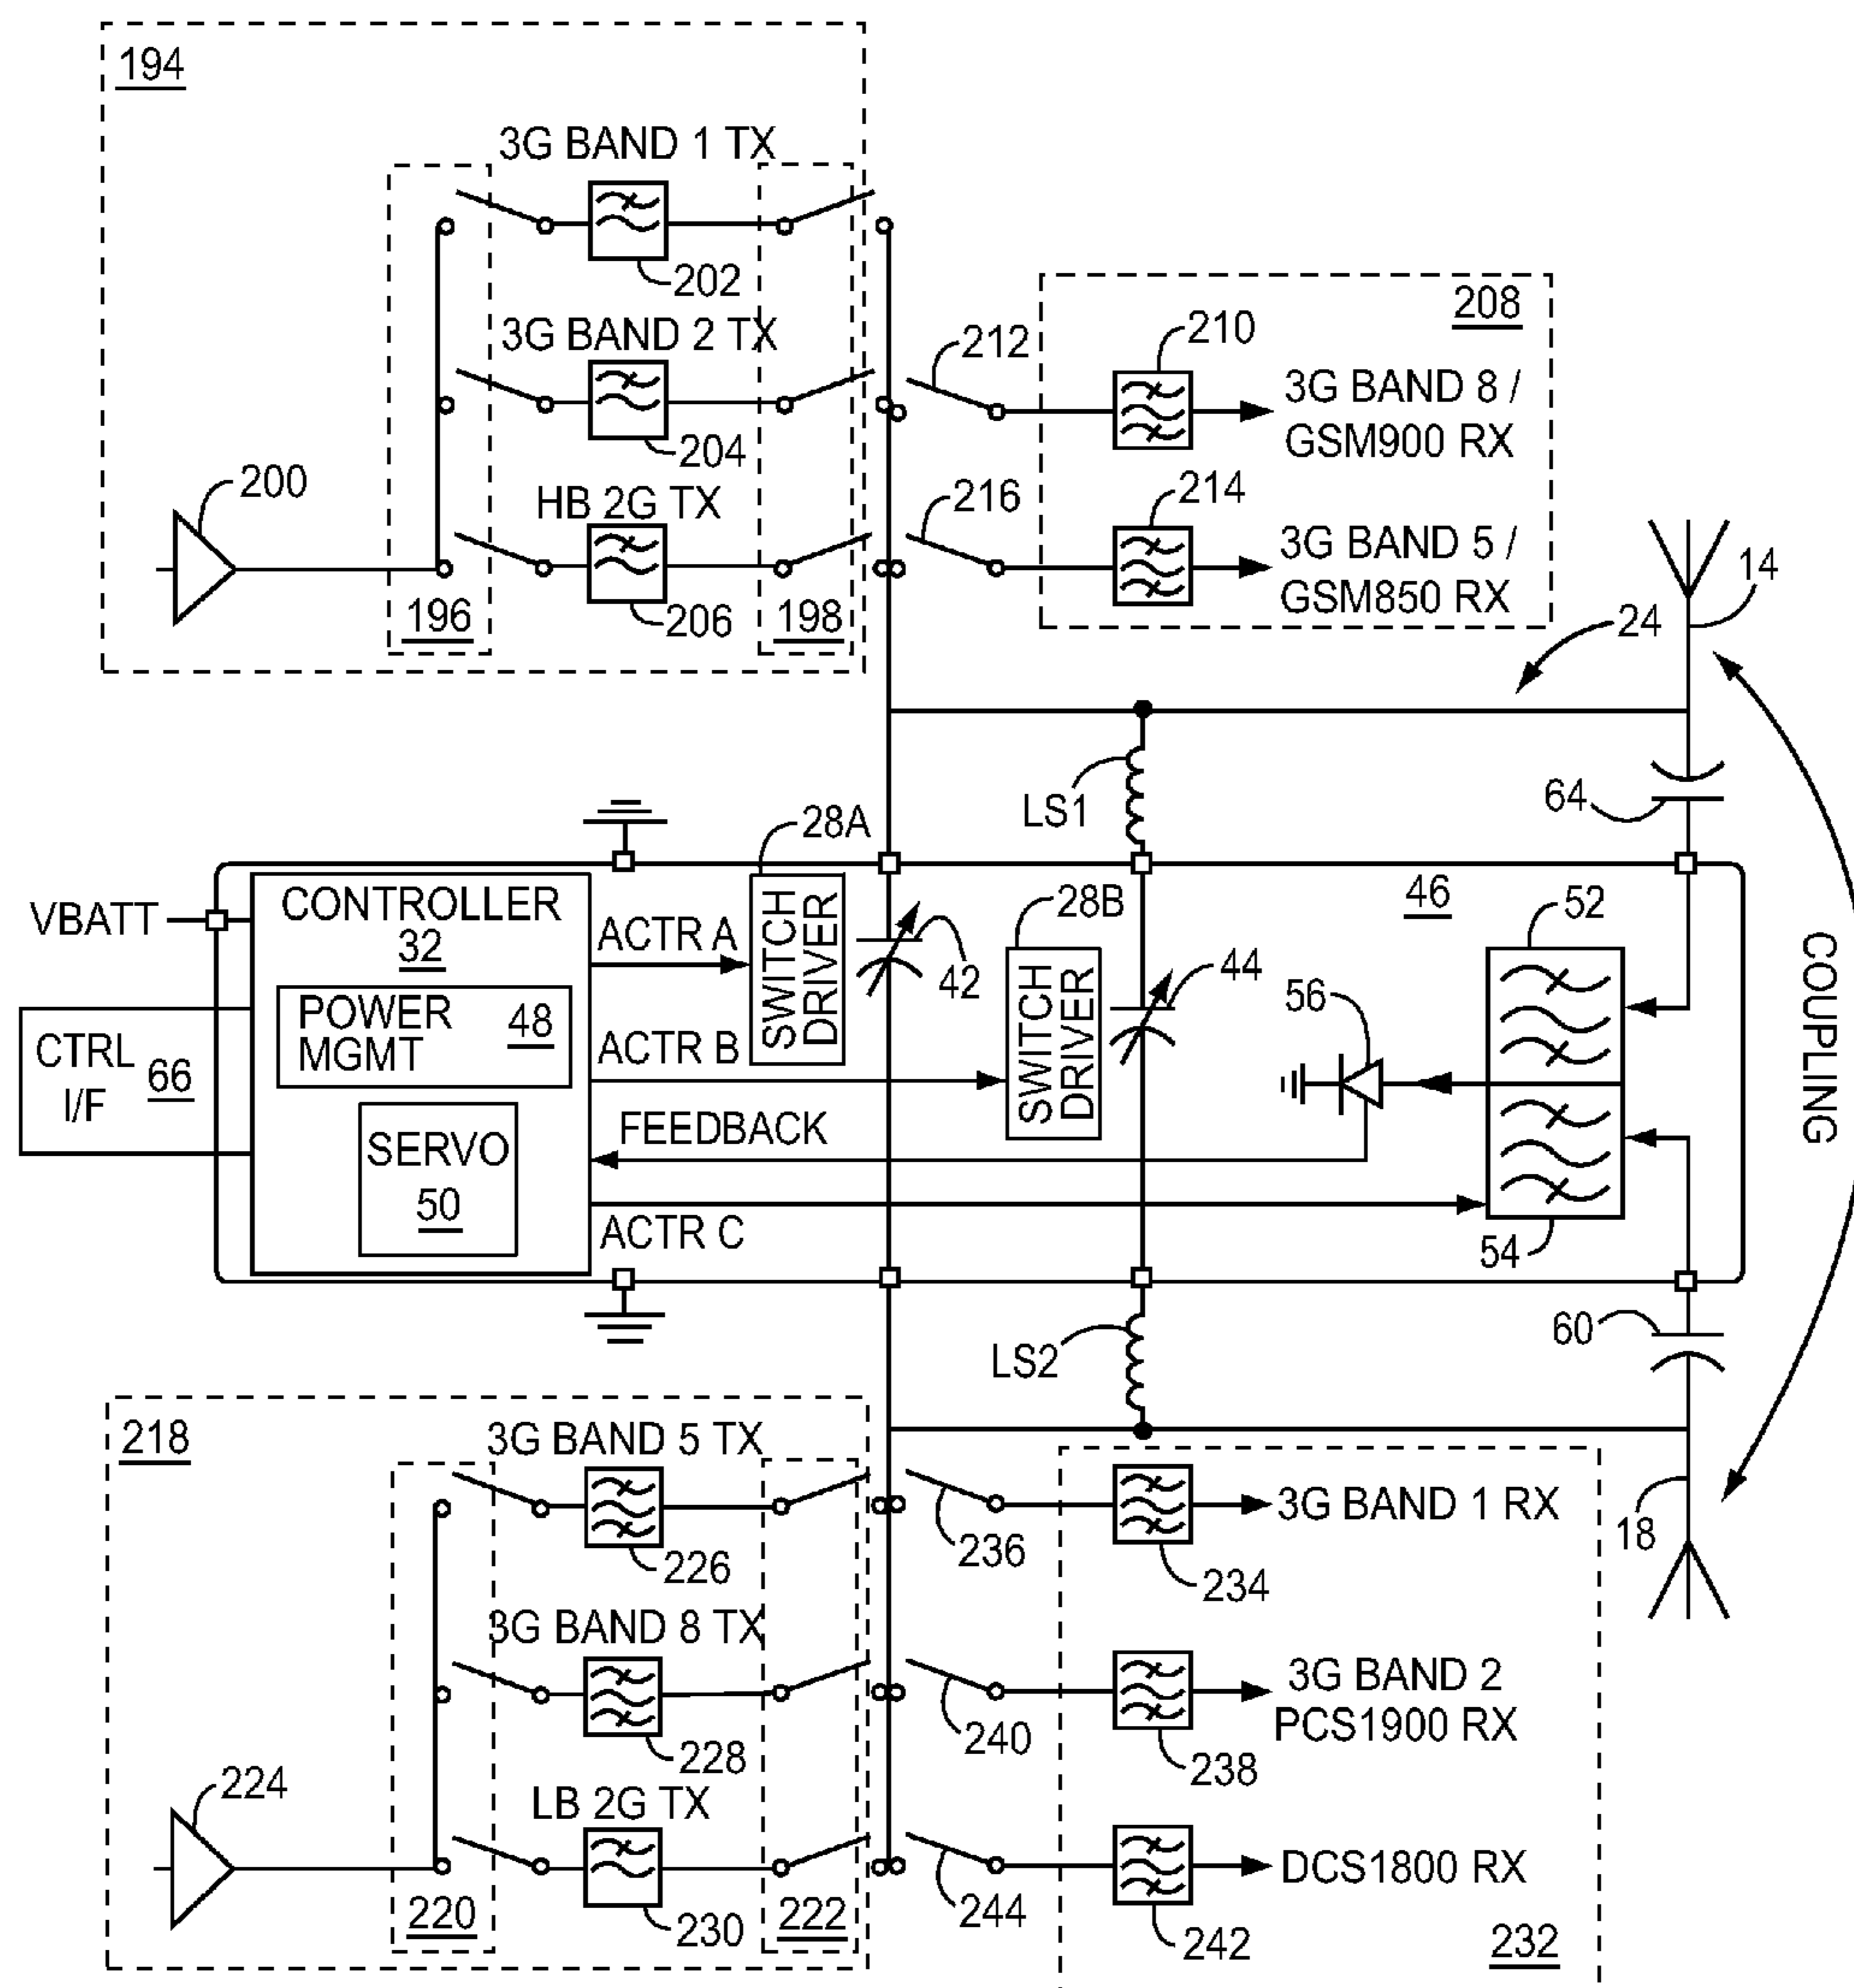 194
3G BAND 1 TX
202
3G BAND 2 TX
204
HB 2G TX
206
200
196
198
208
210
212
3G BAND 8 /
GSM900 RX
214
216
3G BAND 5 /
GSM850 RX
14
24
LS1
64
28A
VBATT
CONTROLLER
32
ACTR A
SWITCH
DRIVER
42
28B
46
52
POWER
MGMT
48
ACTR B
SWITCH
DRIVER
44
56
CTRL
I/F
66
FEEDBACK
SERVO
50
ACTR C
54
COUPLING
LS2
60
218
3G BAND 5 TX
226
3G BAND 8 TX
228
LB 2G TX
230
224
220
222
236
234
3G BAND 1 RX
18
240
238
3G BAND 2
PCS1900 RX
244
242
DCS1800 RX
232